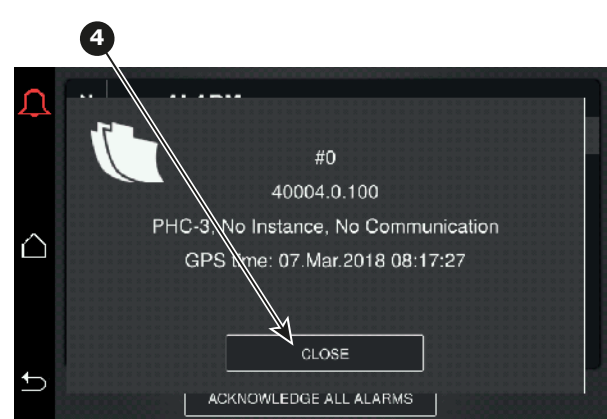 4
#0
40004.0.100
PHC-3, No Instance, No Communication
GPS time: 07.Mar.2018 08:17:27
CLOSE
ACKNOWLEDGE ALL ALARMS